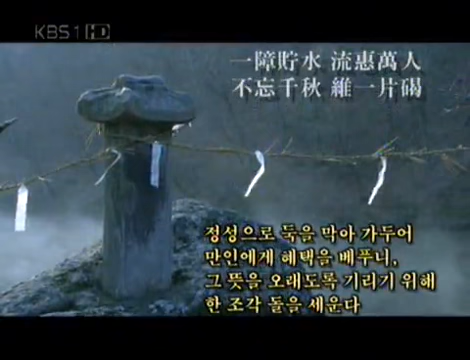 KBS1 HD
一障貯水 流惠萬人
不忘千秋 維一片碣
정성으로 둑을 막아 가두어
만인에게 혜택을 베푸니,
그 뜻을 오래도록 기리기 위해
한 조각 돌을 세운다